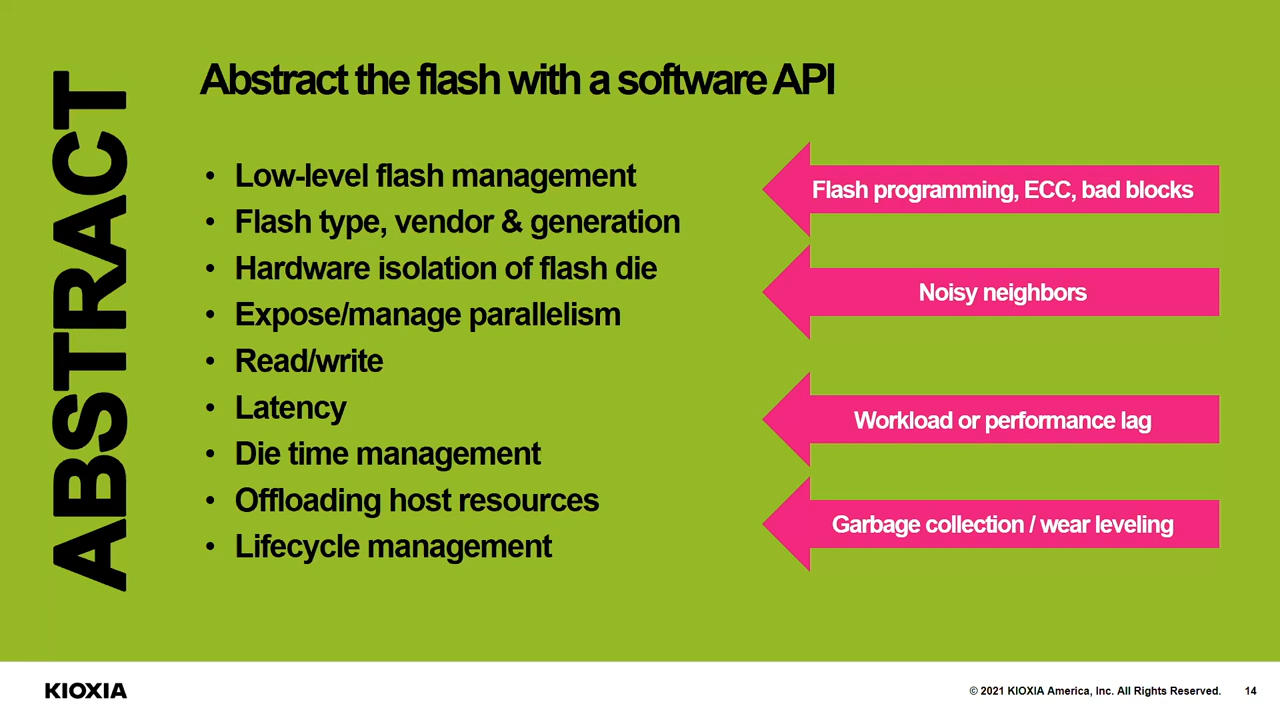 ABSTRACT
Abstract the flash with a software API
• Low-level flash management
• Flash type, vendor & generation
• Hardware isolation of flash die
• Expose/manage parallelism
• Read/write
• Latency
• Die time management
• Offloading host resources
• Lifecycle management
Flash programming, ECC, bad blocks
Noisy neighbors
Workload or performance lag
Garbage collection / wear leveling
KIOXIA
© 2021 KIOXIA America, Inc. All Rights Reserved.
14